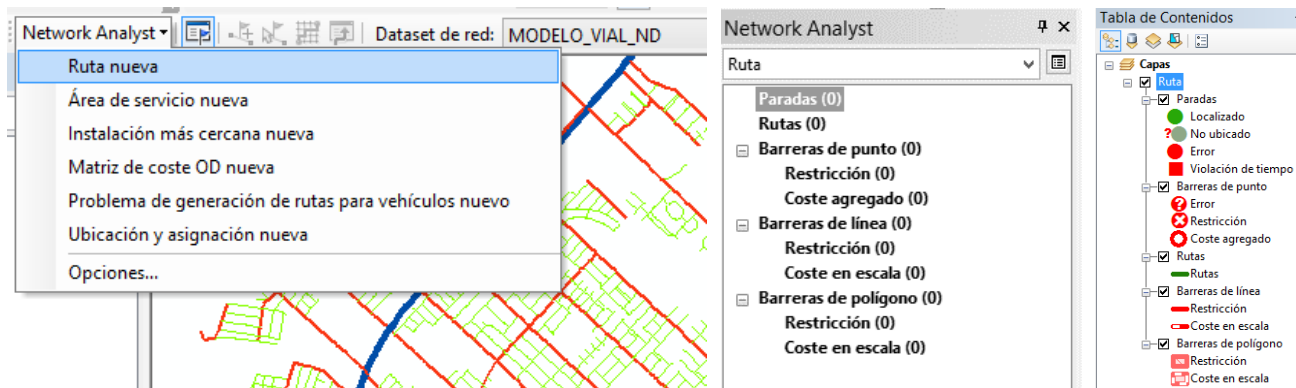 Network Analyst
Dataset de red: MODELO_VIAL_ND
Ruta nueva
Área de servicio nueva
Instalación más cercana nueva
Matriz de coste OD nueva
Problema de generación de rutas para vehículos nuevo
Ubicación y asignación nueva
Opciones...
Network Analyst
Ruta
Paradas (0)
Rutas (0)
Barreras de punto (0)
Restricción (0)
Coste agregado (0)
Barreras de línea (0)
Restricción (0)
Coste en escala (0)
Barreras de polígono (0)
Restricción (0)
Coste en escala (0)
Tabla de Contenidos
Capas
Ruta
Paradas
Localizado
No ubicado
Error
Violación de tiempo
Barreras de punto
Error
Restricción
Coste agregado
Rutas
Rutas
Barreras de línea
Restricción
Coste en escala
Barreras de polígono
Restricción
Coste en escala